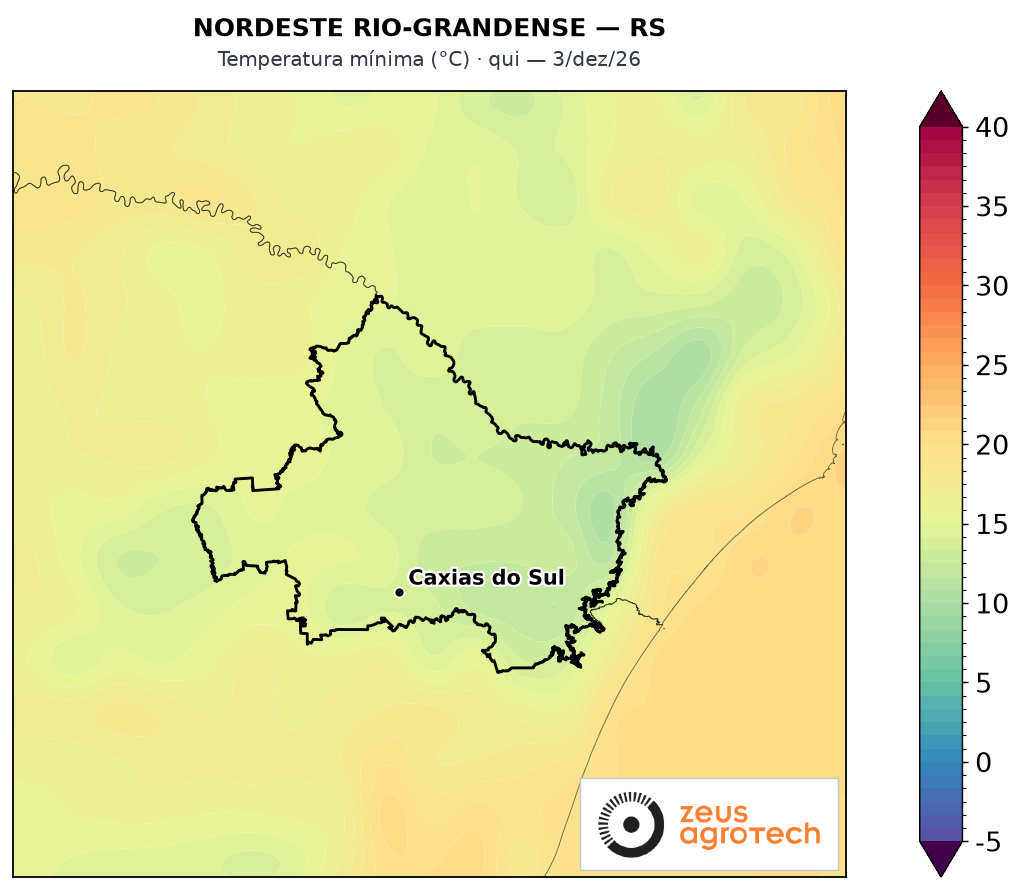 NORDESTE RIO-GRANDENSE — RS
Temperatura mínima (°C) · qui — 3/dez/26
40
35
30
25
20
15
10
5
0
-5
Caxias do Sul
zeus
agrotech